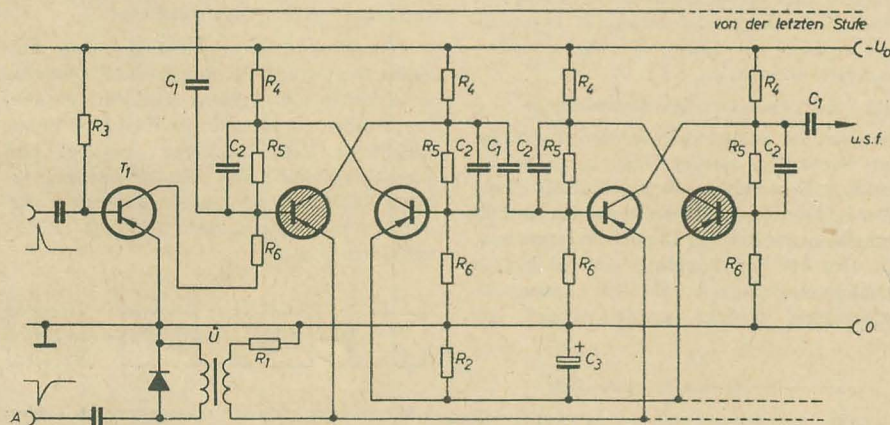 von der letzten Stufe
-U₀
C₁ R₄ R₄ R₄ R₄ C₁
R₃ u.s.f.
T₁ C₂ R₅ R₅ C₂ C₁ C₂ R₅ R₅ C₂
R₆ R₆ R₆ R₆
0
Ü
R₁ R₂ + C₃
A